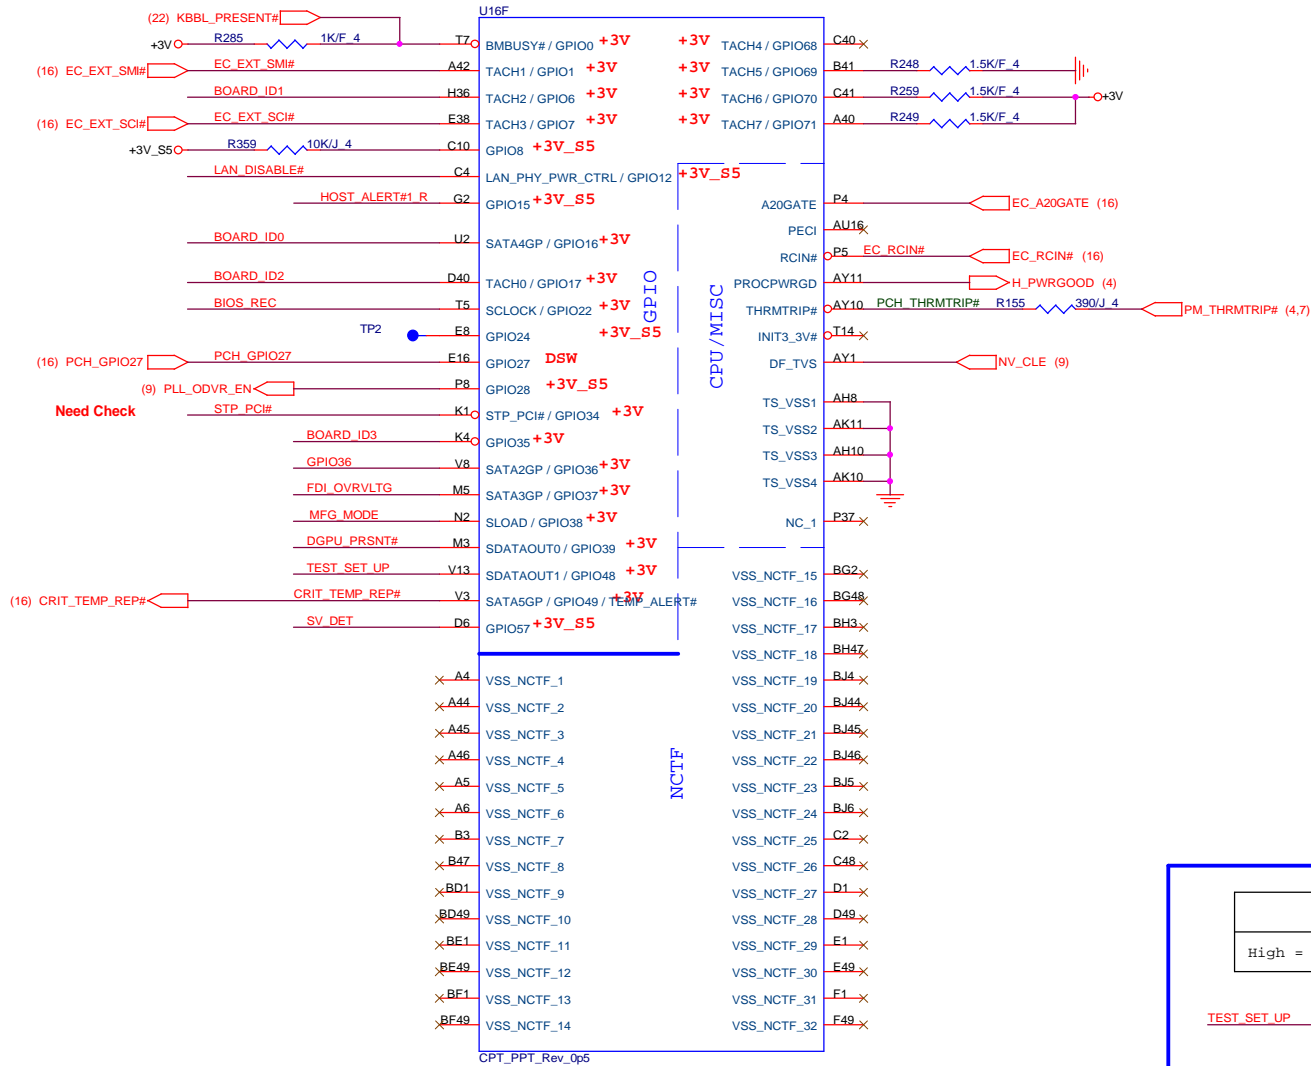 U16F
(22) KBBL_PRESENT#
+3V R285 1K/F_4 T7 BMBUSY# / GPIO0 +3V
(16) EC_EXT_SMI# EC_EXT_SMI# A42 TACH1 / GPIO1 +3V
BOARD_ID1 H36 TACH2 / GPIO6 +3V
(16) EC_EXT_SCI# EC_EXT_SCI# E38 TACH3 / GPIO7 +3V
+3V_S5 R359 10K/J_4 C10 GPIO8 +3V_S5
LAN_DISABLE# C4 LAN_PHY_PWR_CTRL / GPIO12 +3V_S5
HOST_ALERT#1_R G2 GPIO15 +3V_S5
BOARD_ID0 U2 SATA4GP / GPIO16 +3V
BOARD_ID2 D40 TACH0 / GPIO17 +3V
BIOS_REC T5 SCLOCK / GPIO22 +3V
TP2 E8 GPIO24 +3V_S5
(16) PCH_GPIO27 PCH_GPIO27 E16 GPIO27 DSW
(9) PLL_ODVR_EN P8 GPIO28 +3V_S5
Need Check STP_PCI# K1 STP_PCI# / GPIO34 +3V
BOARD_ID3 K4 GPIO35 +3V
GPIO36 V8 SATA2GP / GPIO36 +3V
FDI_OVRVLTG M5 SATA3GP / GPIO37 +3V
MFG_MODE N2 SLOAD / GPIO38 +3V
DGPU_PRSNT# M3 SDATAOUT0 / GPIO39 +3V
TEST_SET_UP V13 SDATAOUT1 / GPIO48 +3V
(16) CRIT_TEMP_REP# CRIT_TEMP_REP# V3 SATA5GP / GPIO49 / TEMP_ALERT# +3V
SV_DET D6 GPIO57 +3V_S5
A4 VSS_NCTF_1
A44 VSS_NCTF_2
A45 VSS_NCTF_3
A46 VSS_NCTF_4
A5 VSS_NCTF_5
A6 VSS_NCTF_6
B3 VSS_NCTF_7
B47 VSS_NCTF_8
BD1 VSS_NCTF_9
BD49 VSS_NCTF_10
BE1 VSS_NCTF_11
BE49 VSS_NCTF_12
BF1 VSS_NCTF_13
BF49 VSS_NCTF_14
GPIO
CPU/MISC
NCTF
+3V TACH4 / GPIO68 C40
+3V TACH5 / GPIO69 B41 R248 1.5K/F_4
+3V TACH6 / GPIO70 C41 R259 1.5K/F_4 +3V
+3V TACH7 / GPIO71 A40 R249 1.5K/F_4
A20GATE P4 EC_A20GATE (16)
PECI AU16
RCIN# P5 EC_RCIN# EC_RCIN# (16)
PROCPWRGD AY11 H_PWRGOOD (4)
THRMTRIP# AY10 PCH_THRMTRIP# R155 390/J_4 PM_THRMTRIP# (4,7)
INIT3_3V# T14
DF_TVS AY1 NV_CLE (9)
TS_VSS1 AH8
TS_VSS2 AK11
TS_VSS3 AH10
TS_VSS4 AK10
NC_1 P37
VSS_NCTF_15 BG2
VSS_NCTF_16 BG48
VSS_NCTF_17 BH3
VSS_NCTF_18 BH47
VSS_NCTF_19 BJ4
VSS_NCTF_20 BJ44
VSS_NCTF_21 BJ45
VSS_NCTF_22 BJ46
VSS_NCTF_23 BJ5
VSS_NCTF_24 BJ6
VSS_NCTF_25 C2
VSS_NCTF_26 C48
VSS_NCTF_27 D1
VSS_NCTF_28 D49
VSS_NCTF_29 E1
VSS_NCTF_30 E49
VSS_NCTF_31 F1
VSS_NCTF_32 F49
CPT_PPT_Rev_0p5
High =
TEST_SET_UP